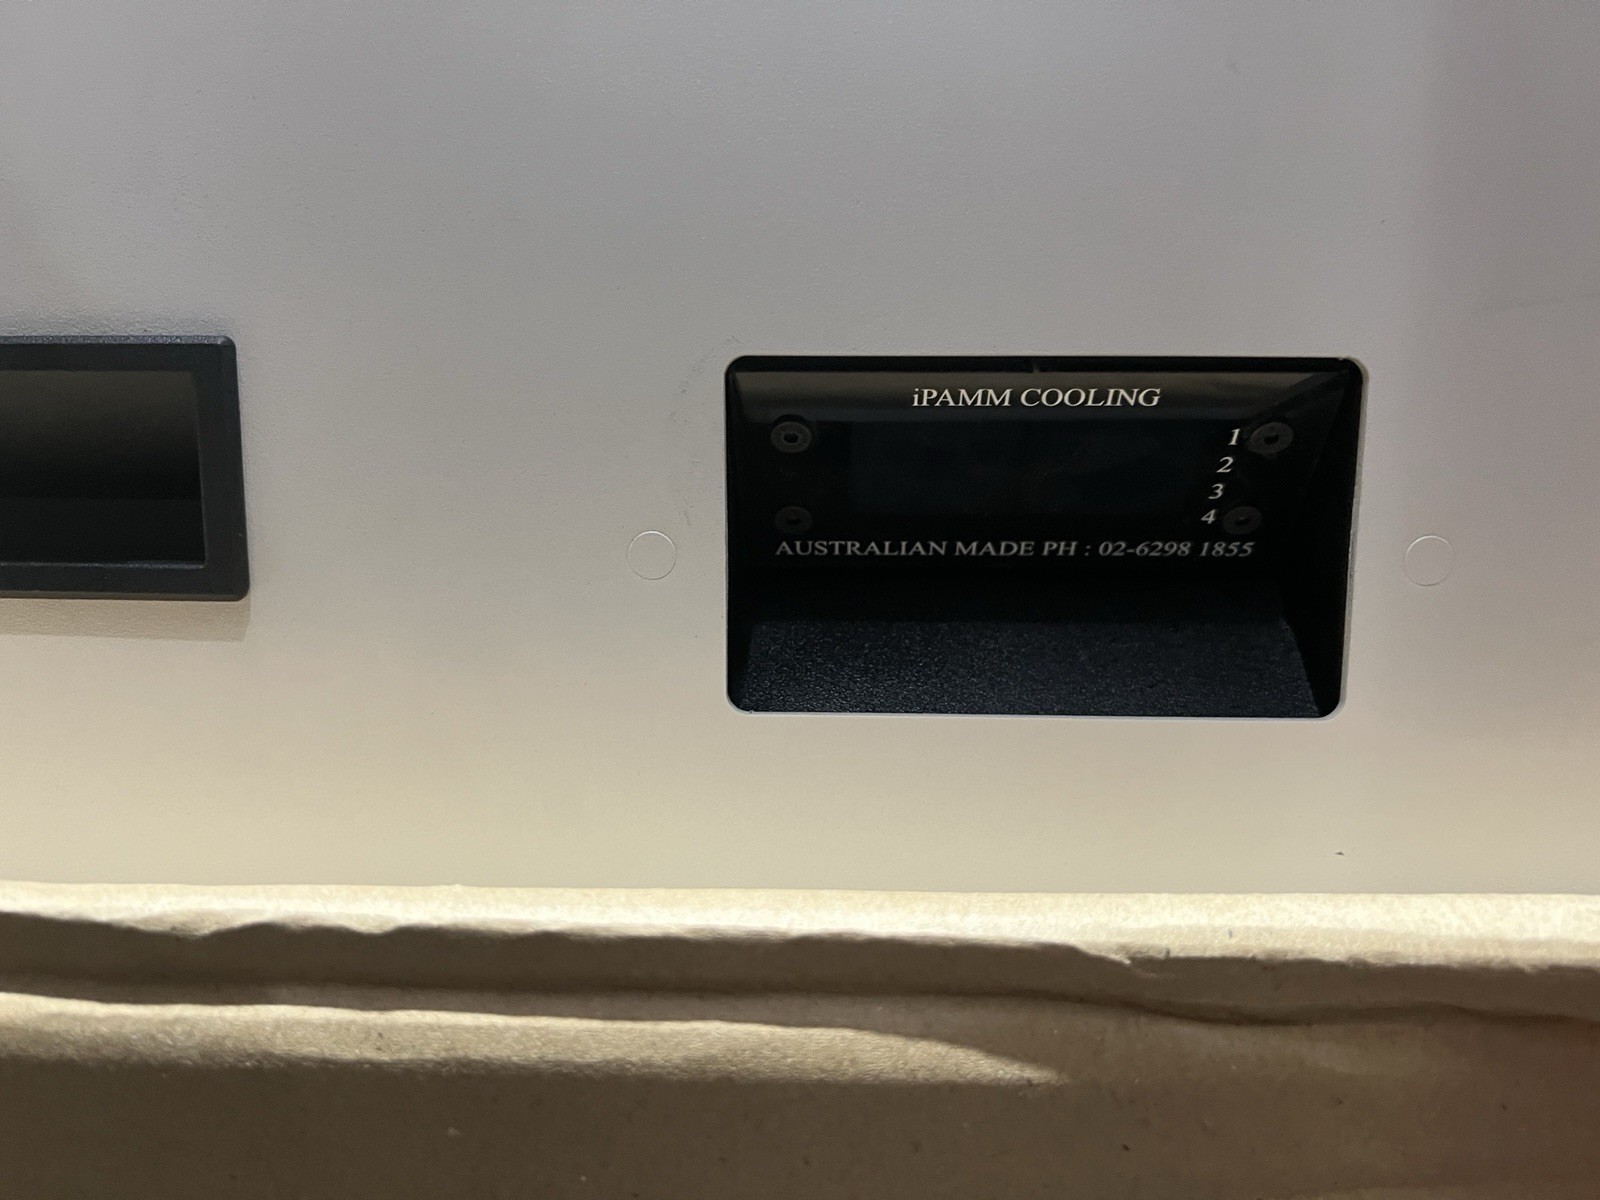 iPAMM COOLING
1
2
3
4
AUSTRALIAN MADE PH : 02-6298 1855